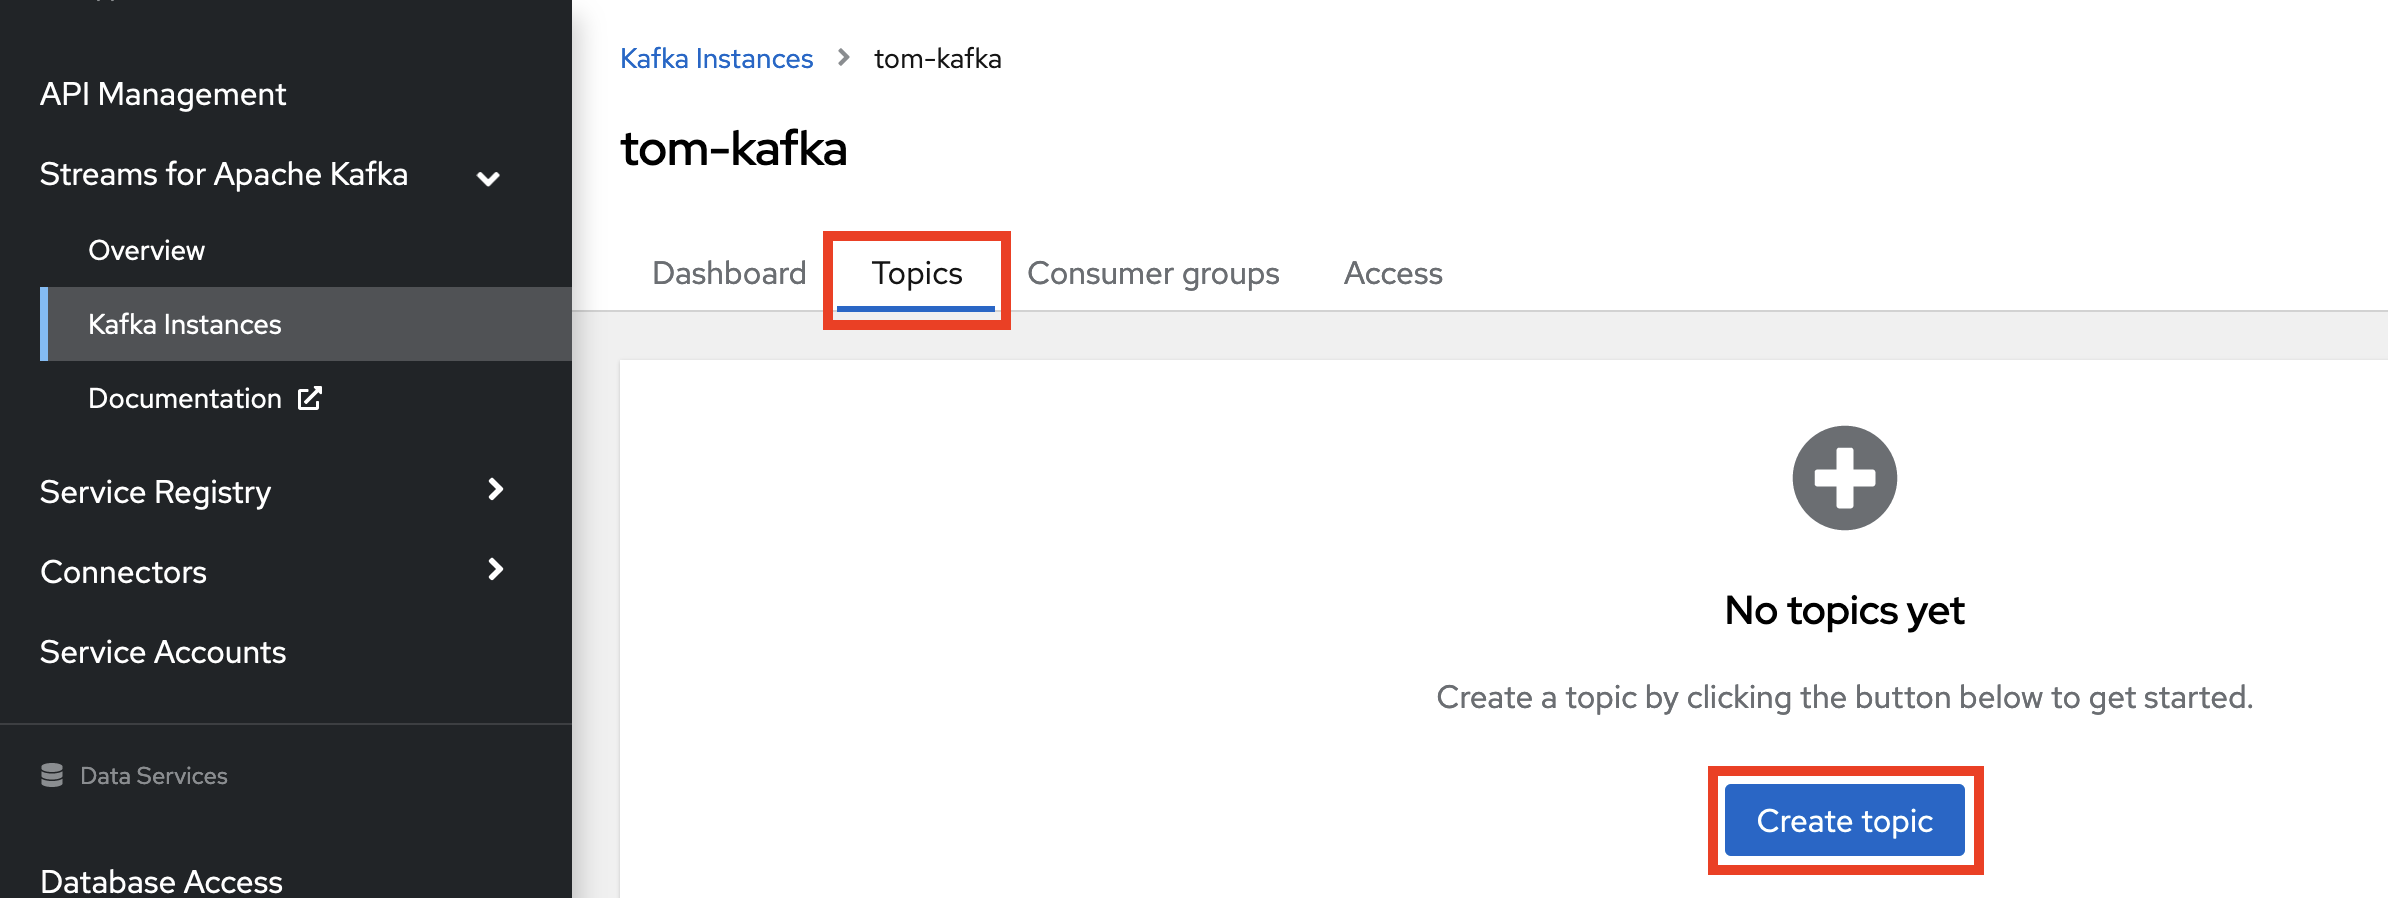 API Management
Streams for Apache Kafka
Overview
Kafka Instances
Documentation
Service Registry
Connectors
Service Accounts
Data Services
Database Access
Kafka Instances > tom-kafka
tom-kafka
Dashboard Topics Consumer groups Access
No topics yet
Create a topic by clicking the button below to get started.
Create topic